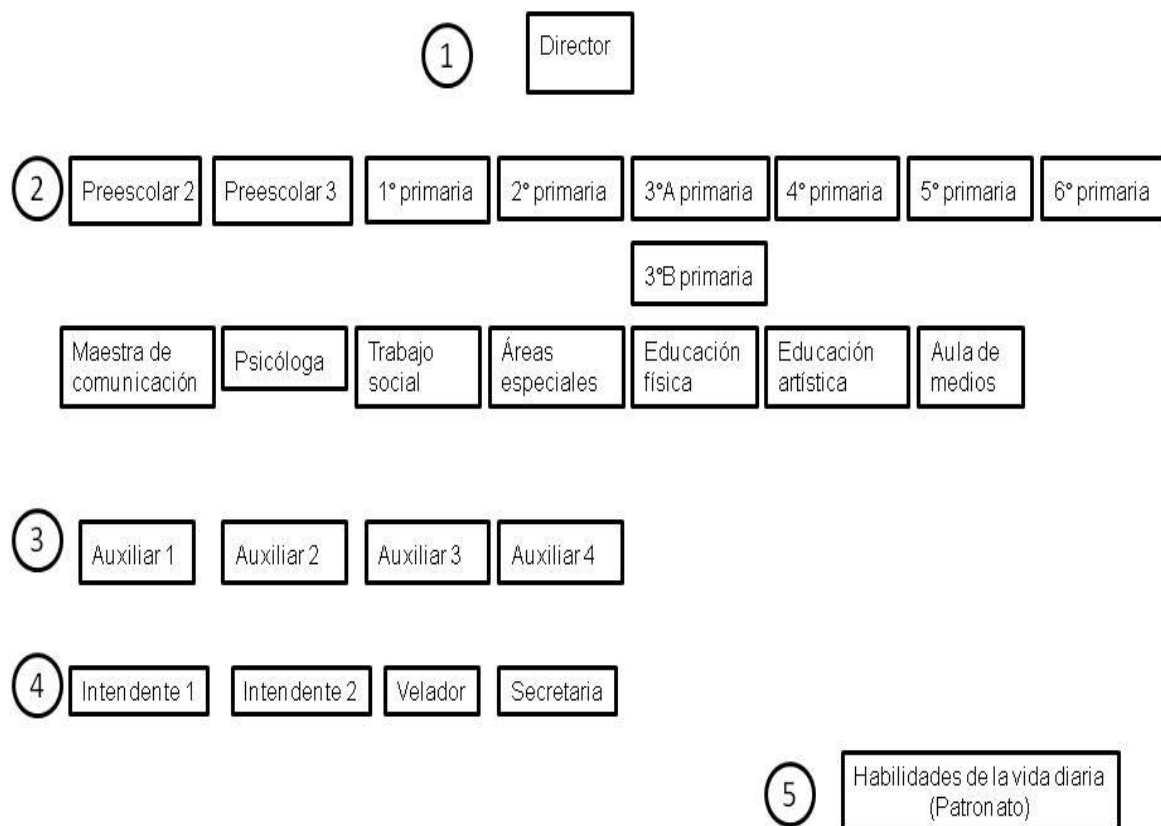 1
Director
2
Preescolar 2
Preescolar 3
1° primaria
2° primaria
3°A primaria
4° primaria
5° primaria
6° primaria
3°B primaria
Maestra de
comunicación
Psicóloga
Trabajo
social
Áreas
especiales
Educación
física
Educación
artística
Aula de
medios
3
Auxiliar 1
Auxiliar 2
Auxiliar 3
Auxiliar 4
4
Intendente 1
Intendente 2
Velador
Secretaria
5
Habilidades de la vida diaria
(Patronato)